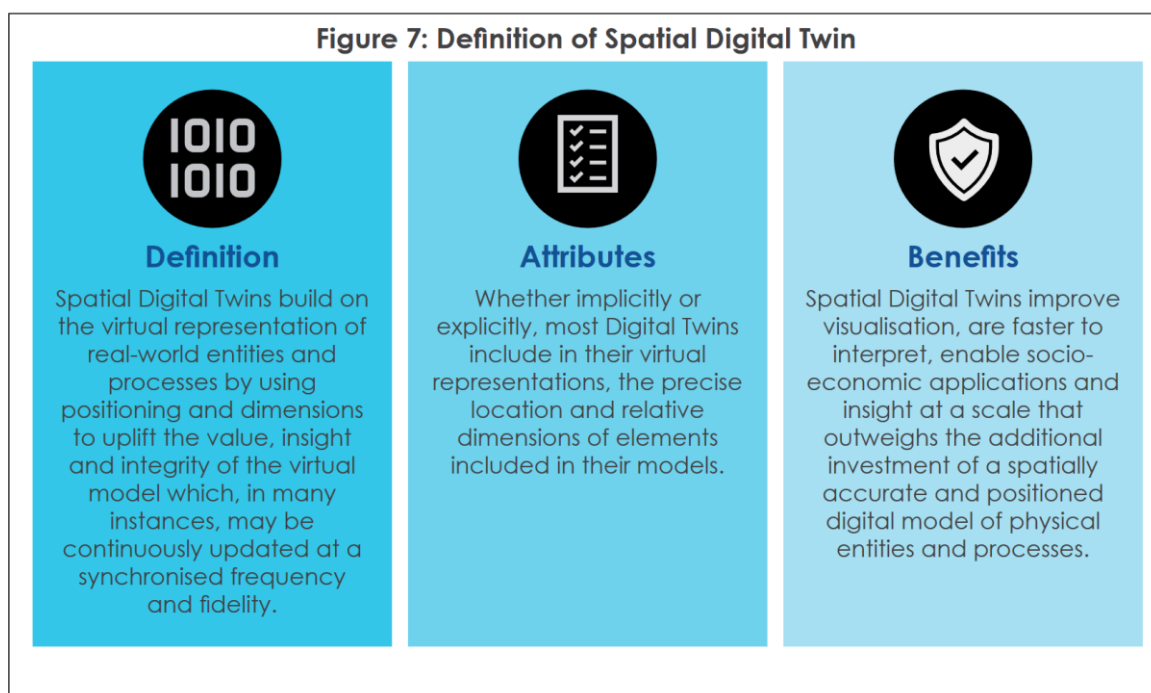 Figure 7: Definition of Spatial Digital Twin
1010
1010
Definition
Spatial Digital Twins build on
the virtual representation of
real-world entities and
processes by using
positioning and dimensions
to uplift the value, insight
and integrity of the virtual
model which, in many
instances, may be
continuously updated at a
synchronised frequency
and fidelity.
Attributes
Whether implicitly or
explicitly, most Digital Twins
include in their virtual
representations, the precise
location and relative
dimensions of elements
included in their models.
Benefits
Spatial Digital Twins improve
visualisation, are faster to
interpret, enable socio-
economic applications and
insight at a scale that
outweighs the additional
investment of a spatially
accurate and positioned
digital model of physical
entities and processes.